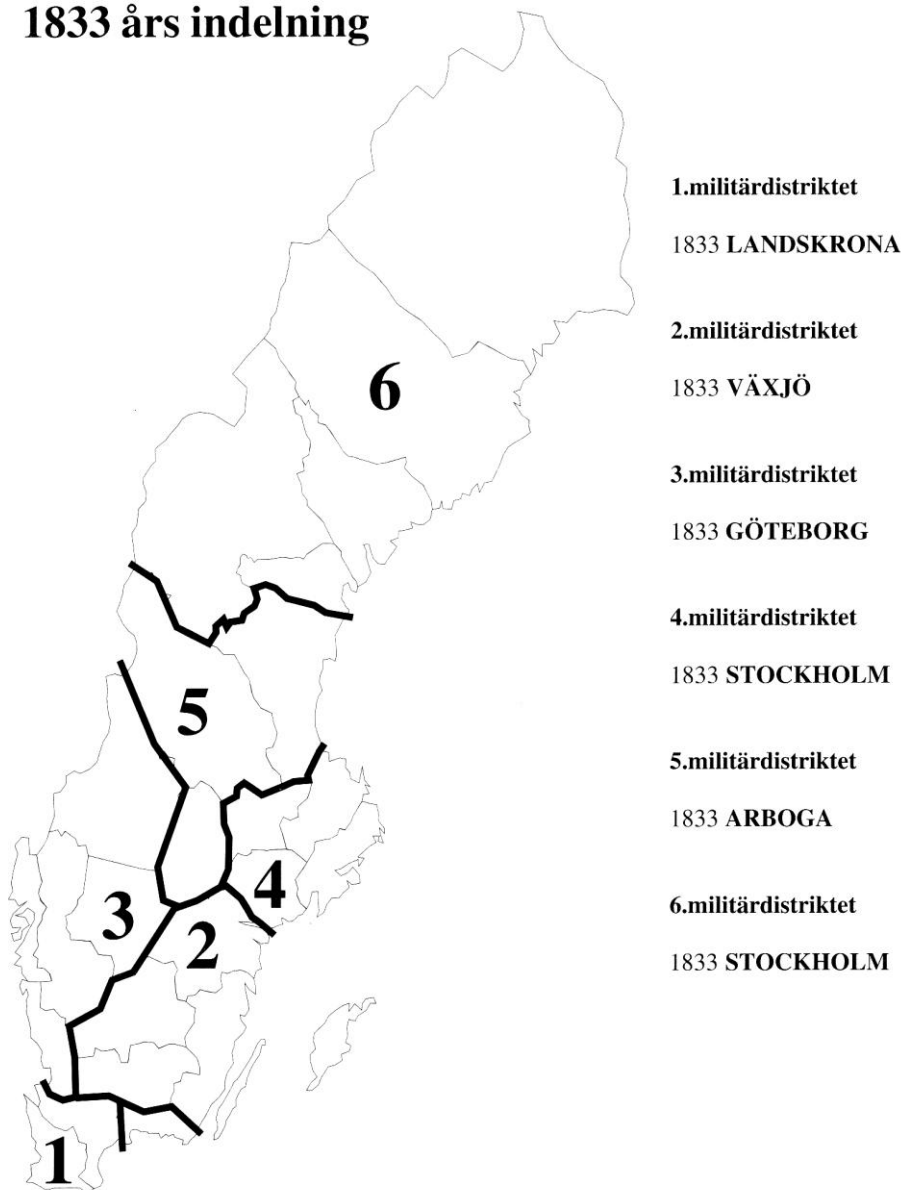 1833 års indelning
1.militärdistriktet
1833 LANDSKRONA
2.militärdistriktet
1833 VÄXJÖ
3.militärdistriktet
1833 GÖTEBORG
4.militärdistriktet
1833 STOCKHOLM
5.militärdistriktet
1833 ARBOGA
6.militärdistriktet
1833 STOCKHOLM
6
5
4
3
2
1